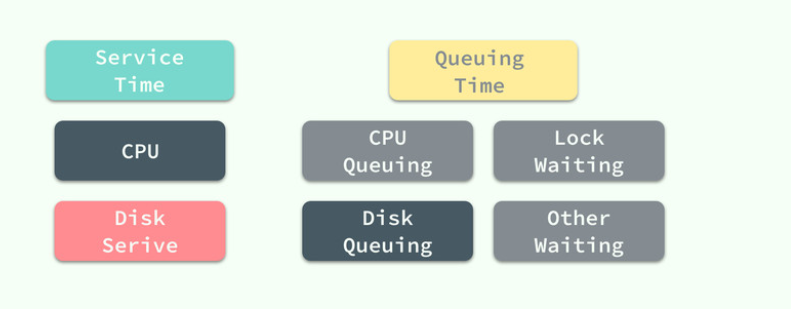 Service
Time
Queuing
Time
CPU
CPU
Queuing
Lock
Waiting
Disk
Serive
Disk
Queuing
Other
Waiting